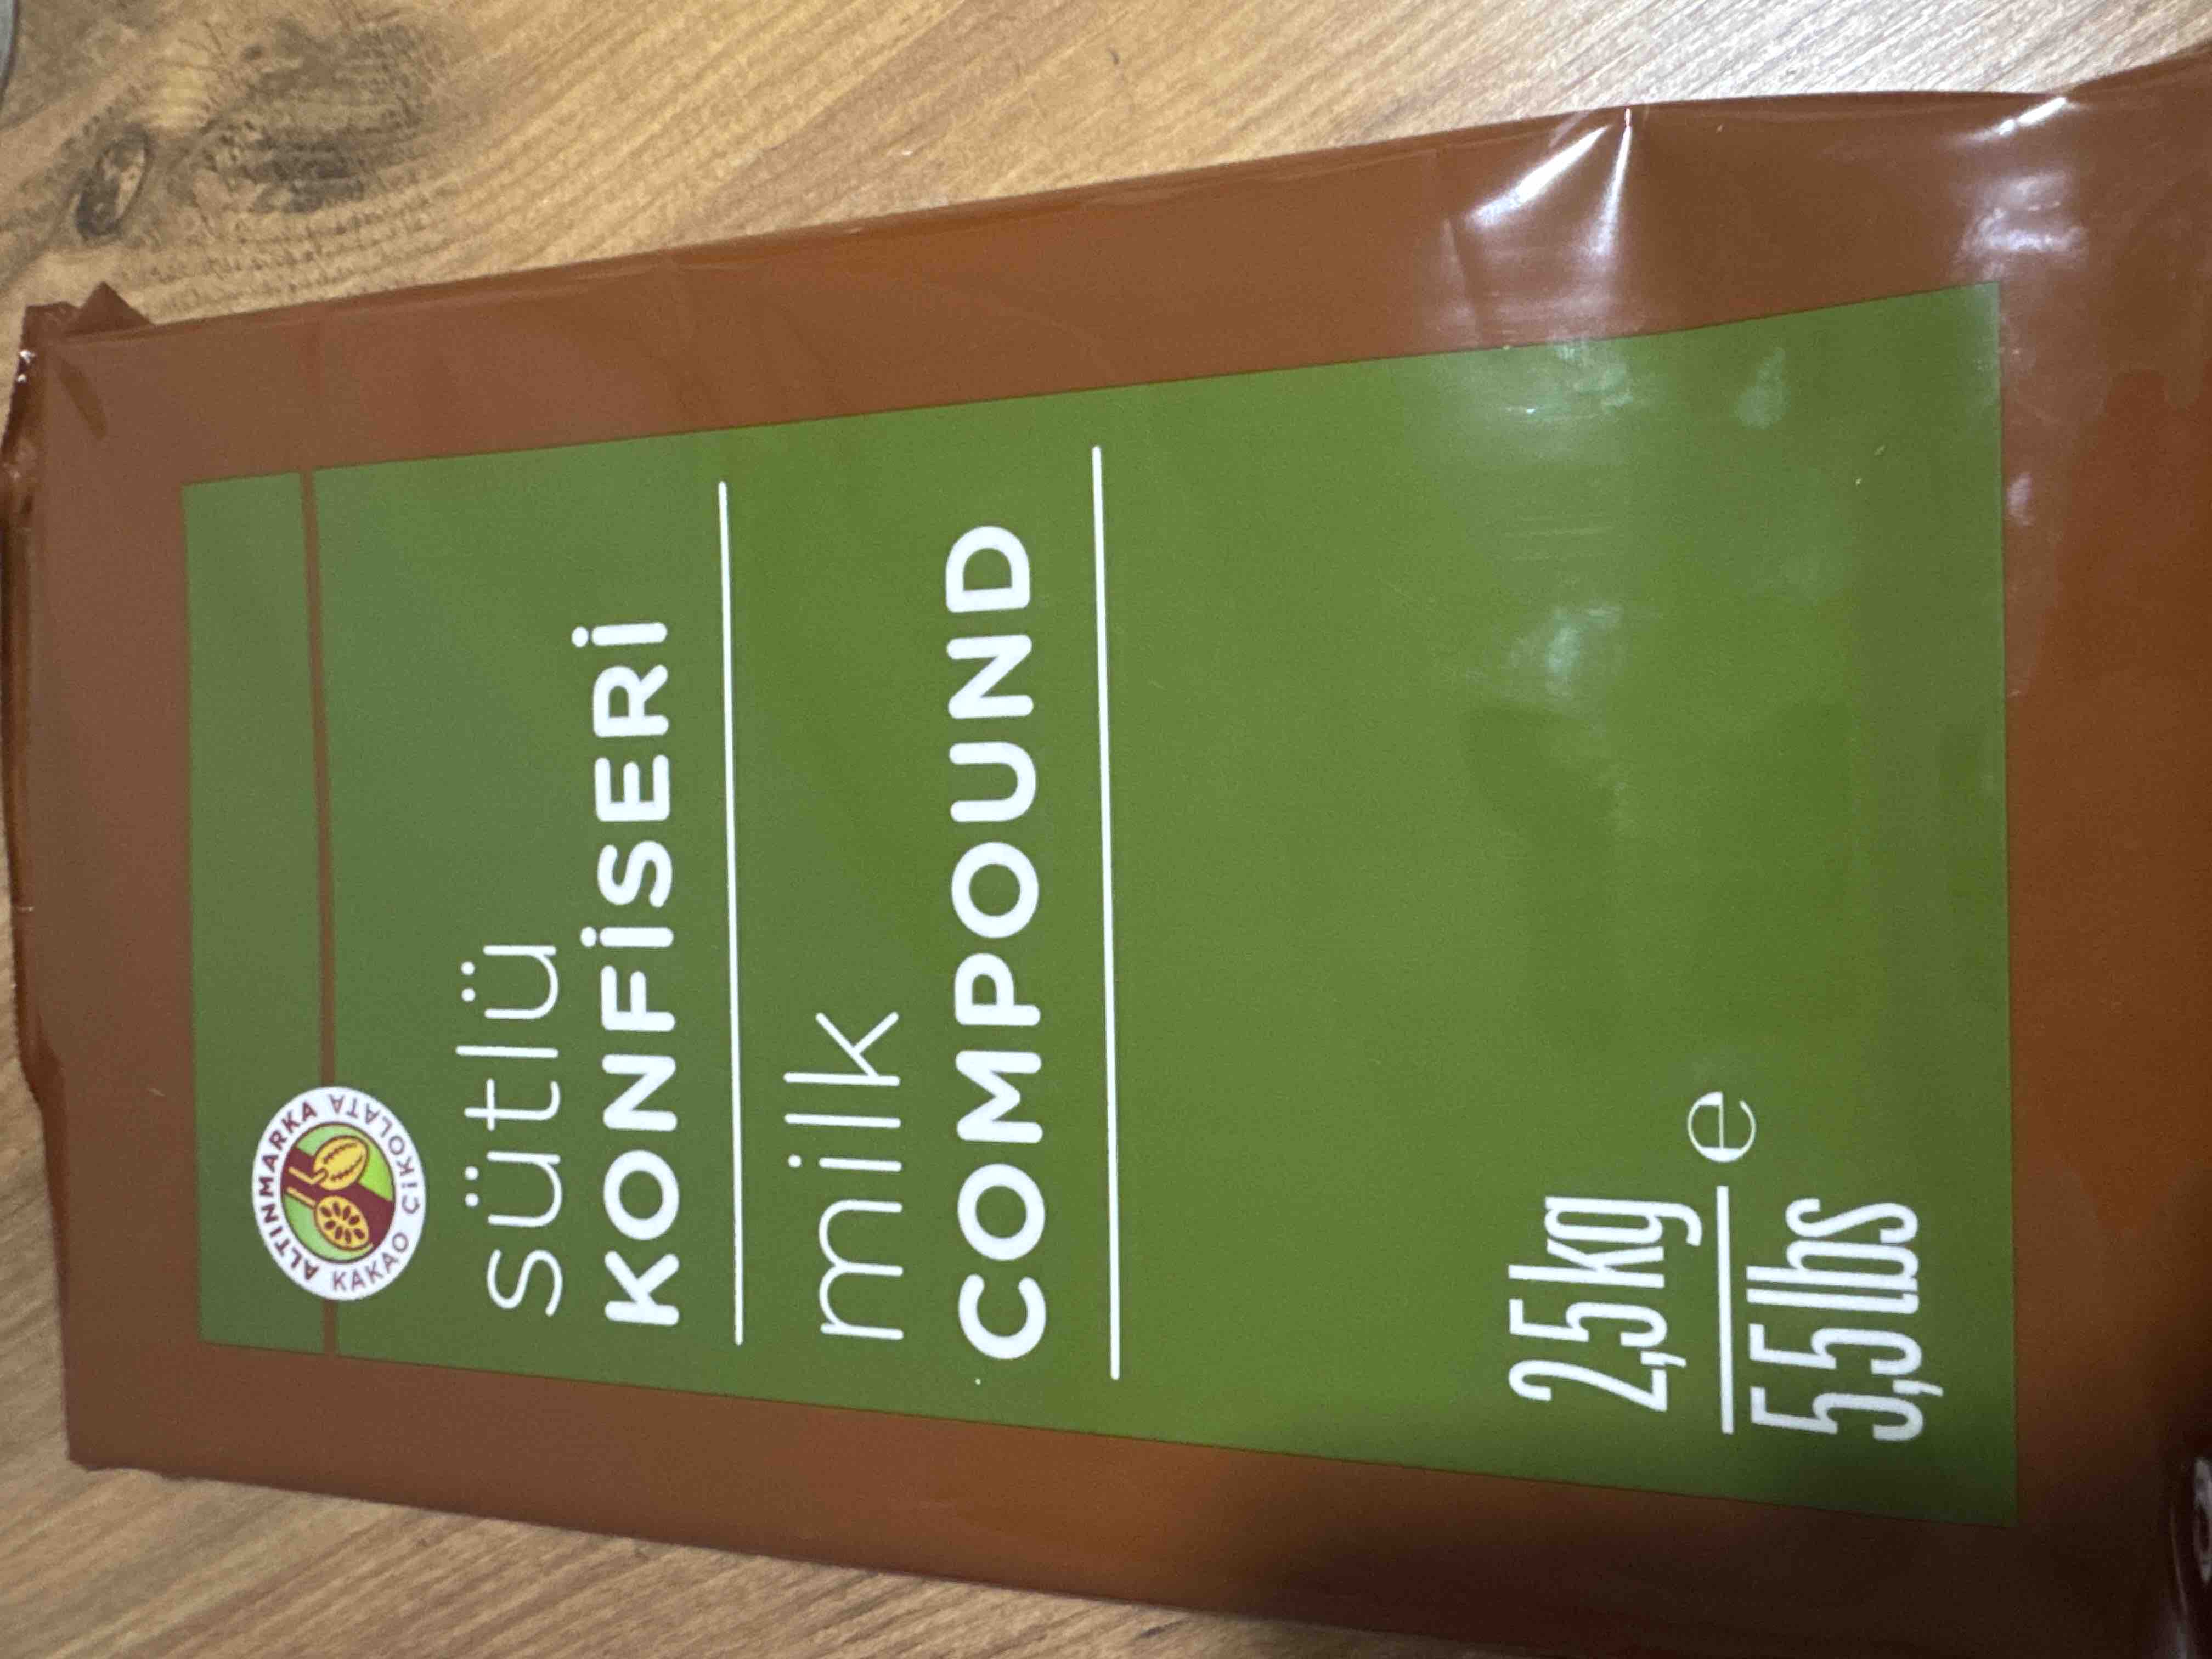 ALTINMARKA
KAKAO ÇİKOLATA
sütlü
KONFİSERİ
milk
COMPOUND
2,5 kg e
5,5 lbs